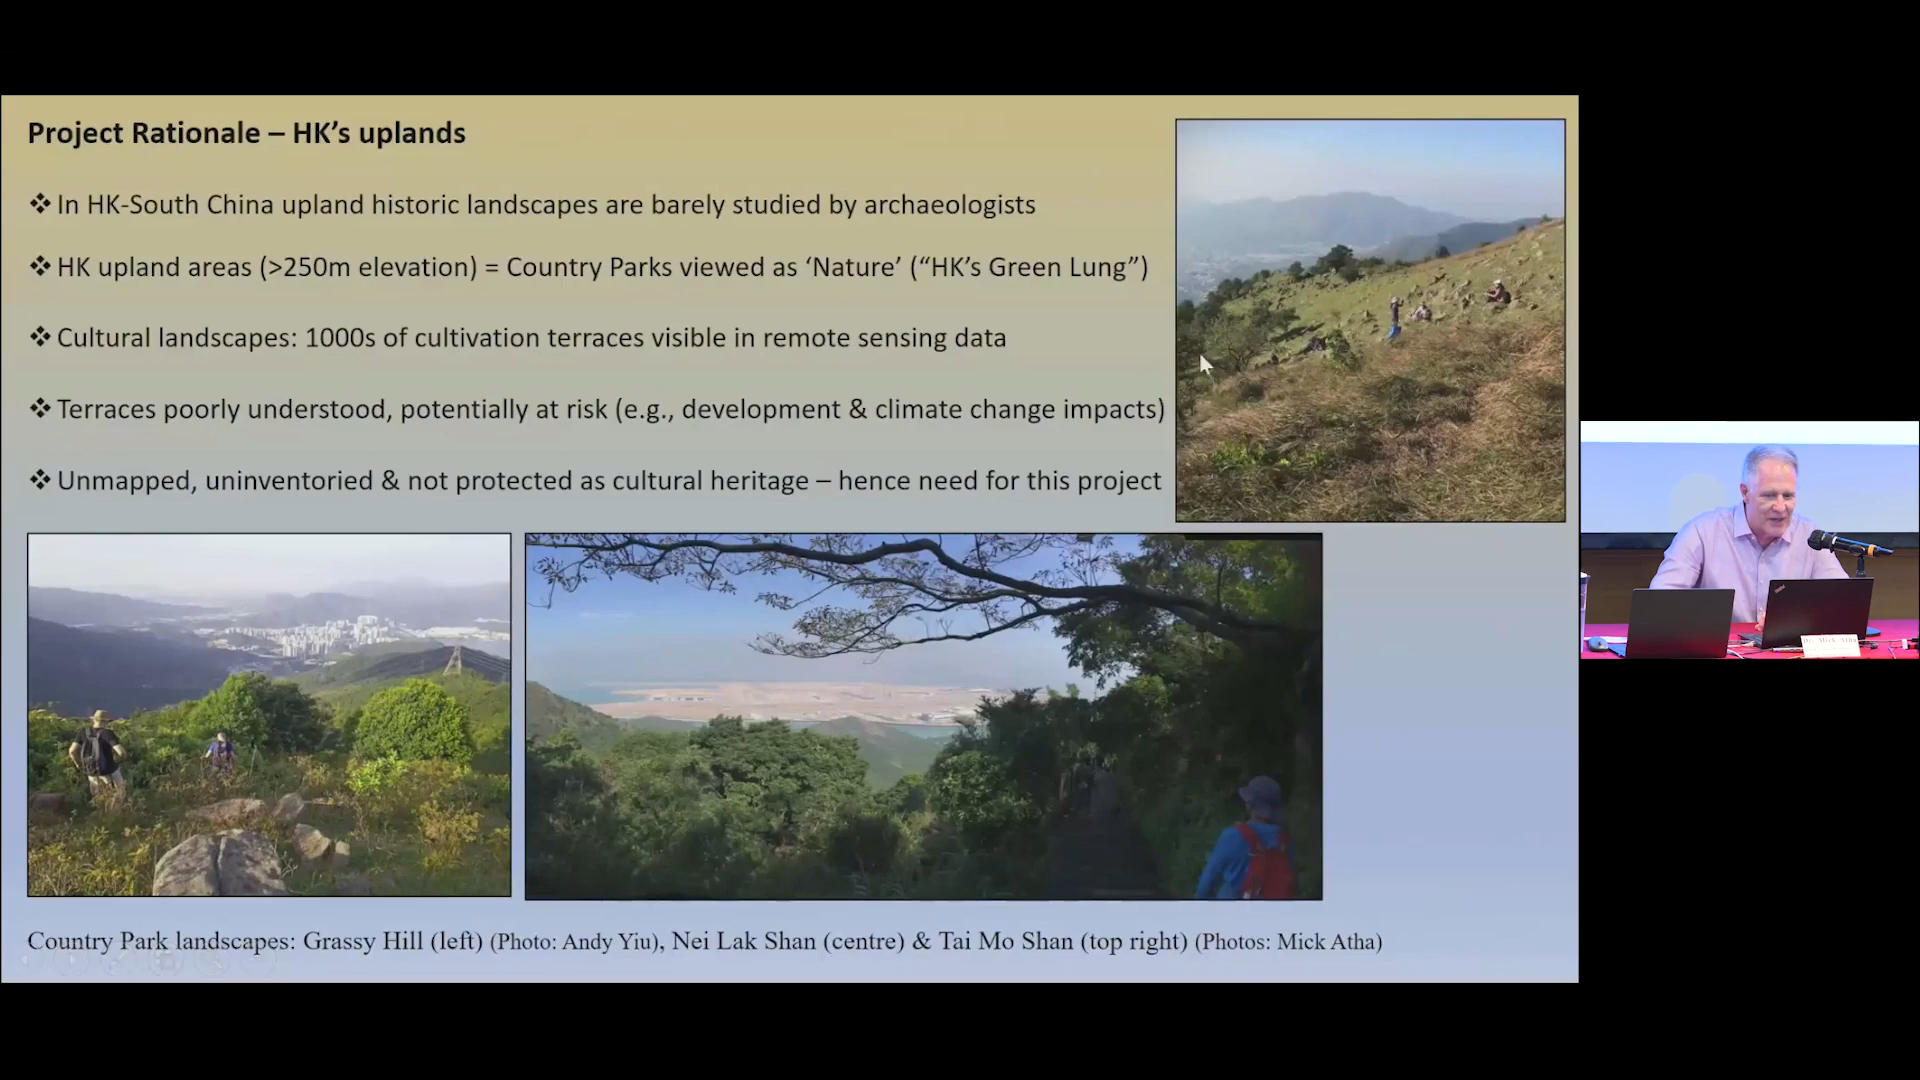 Project Rationale – HK’s uplands
❖ In HK-South China upland historic landscapes are barely studied by archaeologists
❖ HK upland areas (>250m elevation) = Country Parks viewed as ‘Nature’ (“HK’s Green Lung”)
❖ Cultural landscapes: 1000s of cultivation terraces visible in remote sensing data
❖ Terraces poorly understood, potentially at risk (e.g., development & climate change impacts)
❖ Unmapped, uninventoried & not protected as cultural heritage – hence need for this project
Country Park landscapes: Grassy Hill (left) (Photo: Andy Yiu), Nei Lak Shan (centre) & Tai Mo Shan (top right) (Photos: Mick Atha)
Dr. Mick Atha